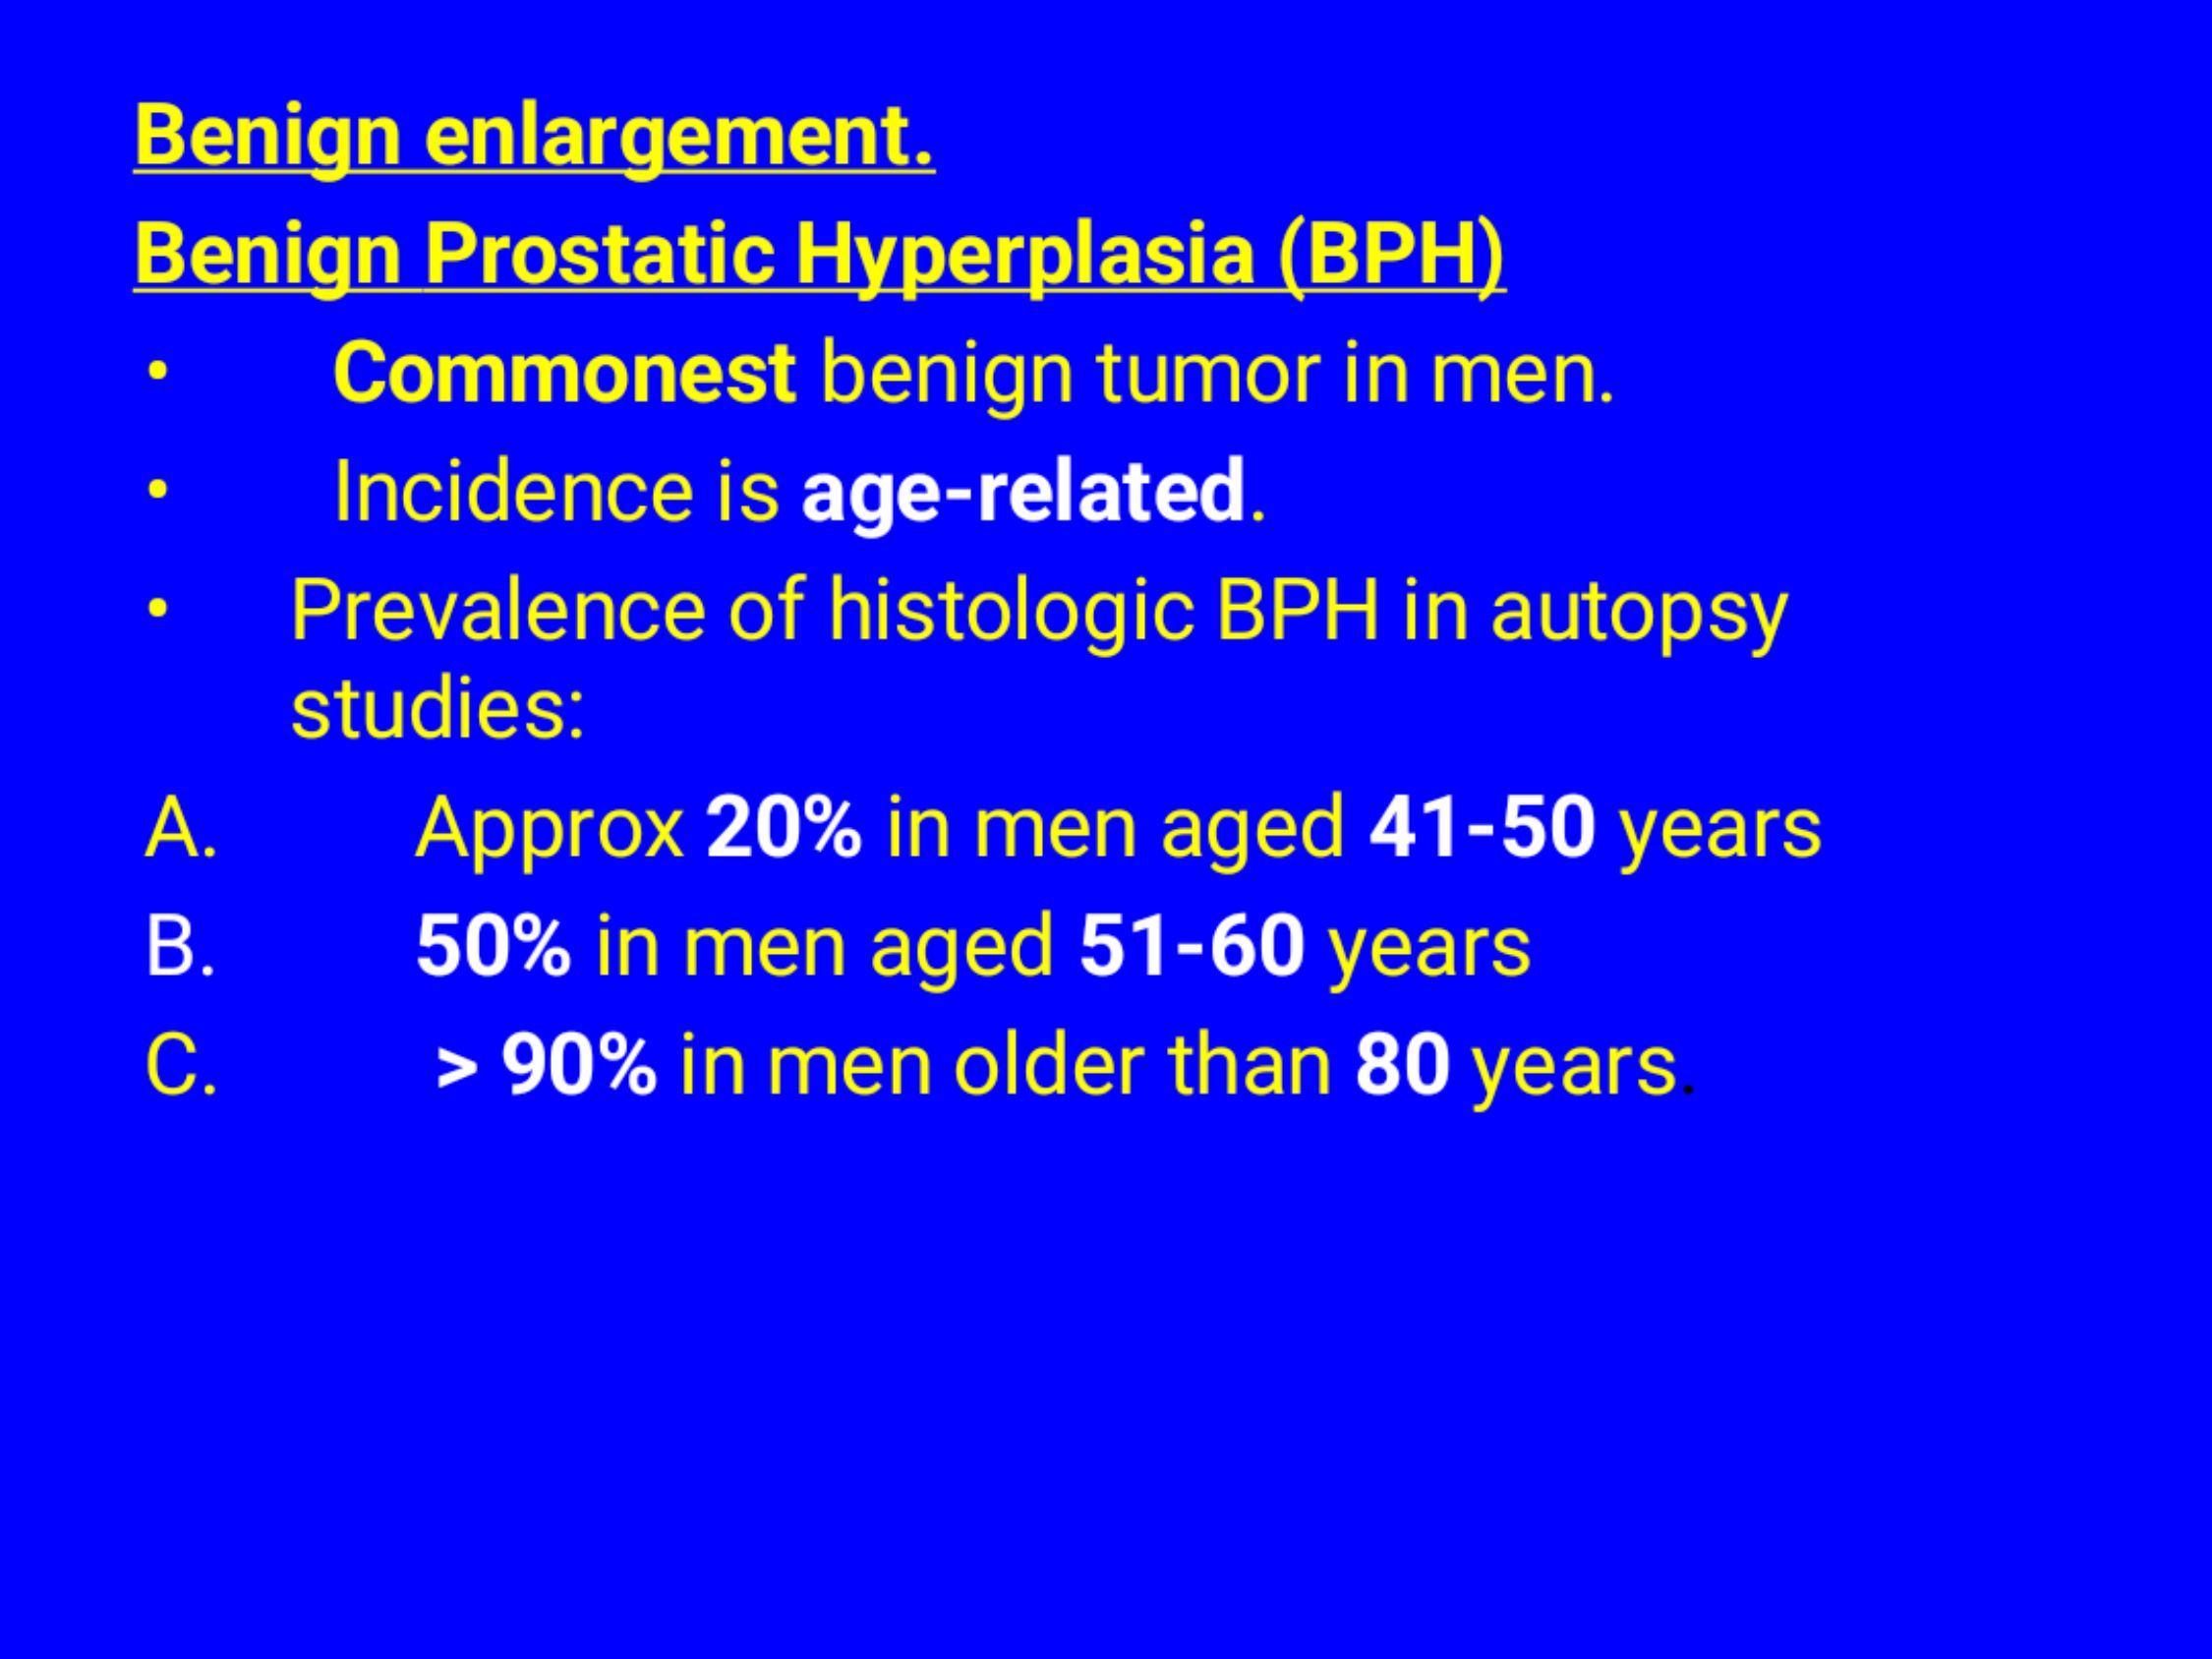 Benign enlargement.
Benign Prostatic Hyperplasia (BPH)
• Commonest benign tumor in men.
• Incidence is age-related.
• Prevalence of histologic BPH in autopsy
studies:
A. Approx 20% in men aged 41-50 years
B. 50% in men aged 51-60 years
C. > 90% in men older than 80 years.